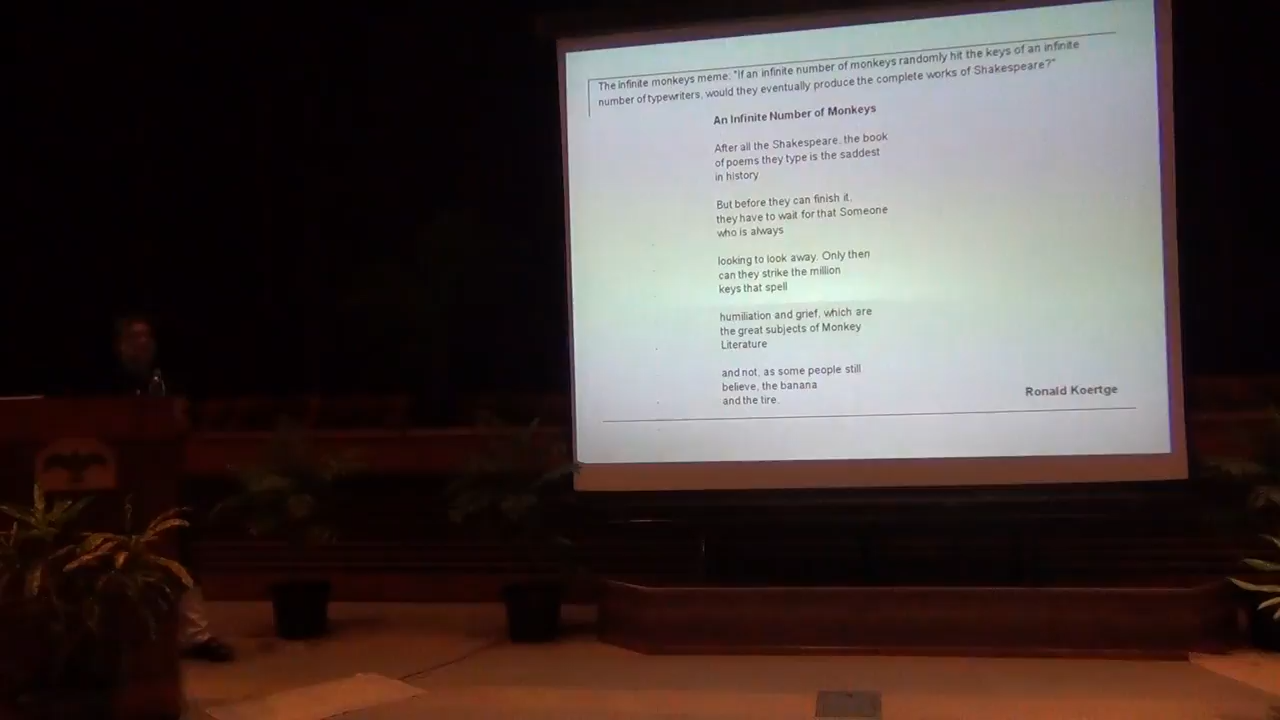 The infinite monkeys meme: "If an infinite number of monkeys randomly hit the keys of an infinite
number of typewriters, would they eventually produce the complete works of Shakespeare?"
An Infinite Number of Monkeys
After all the Shakespeare, the book
of poems they type is the saddest
in history.
But before they can finish it,
they have to wait for that Someone
who is always
looking to look away. Only then
can they strike the million
keys that spell
humiliation and grief, which are
the great subjects of Monkey
Literature
and not, as some people still
believe, the banana
and the tire.
Ronald Koertge